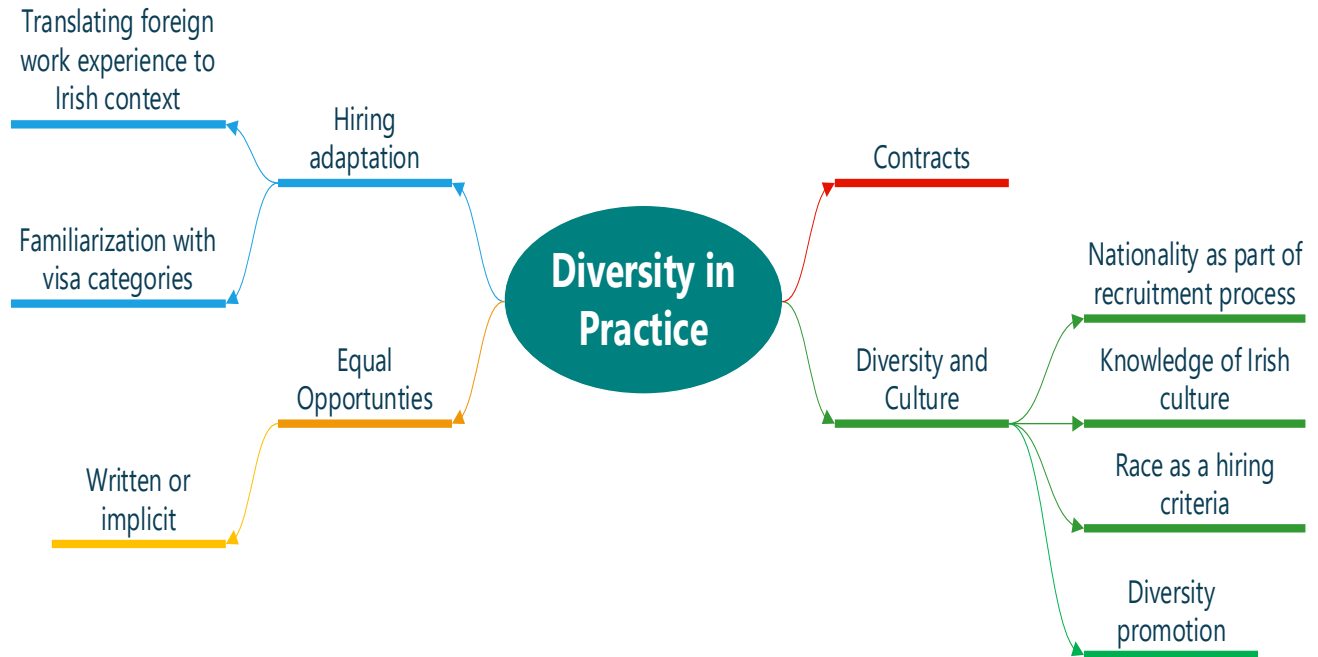 Translating foreign
work experience to
Irish context
Hiring
adaptation
Familiarization with
visa categories
Equal
Opportunties
Written or
implicit
Diversity in
Practice
Contracts
Diversity and
Culture
Nationality as part of
recruitment process
Knowledge of Irish
culture
Race as a hiring
criteria
Diversity
promotion